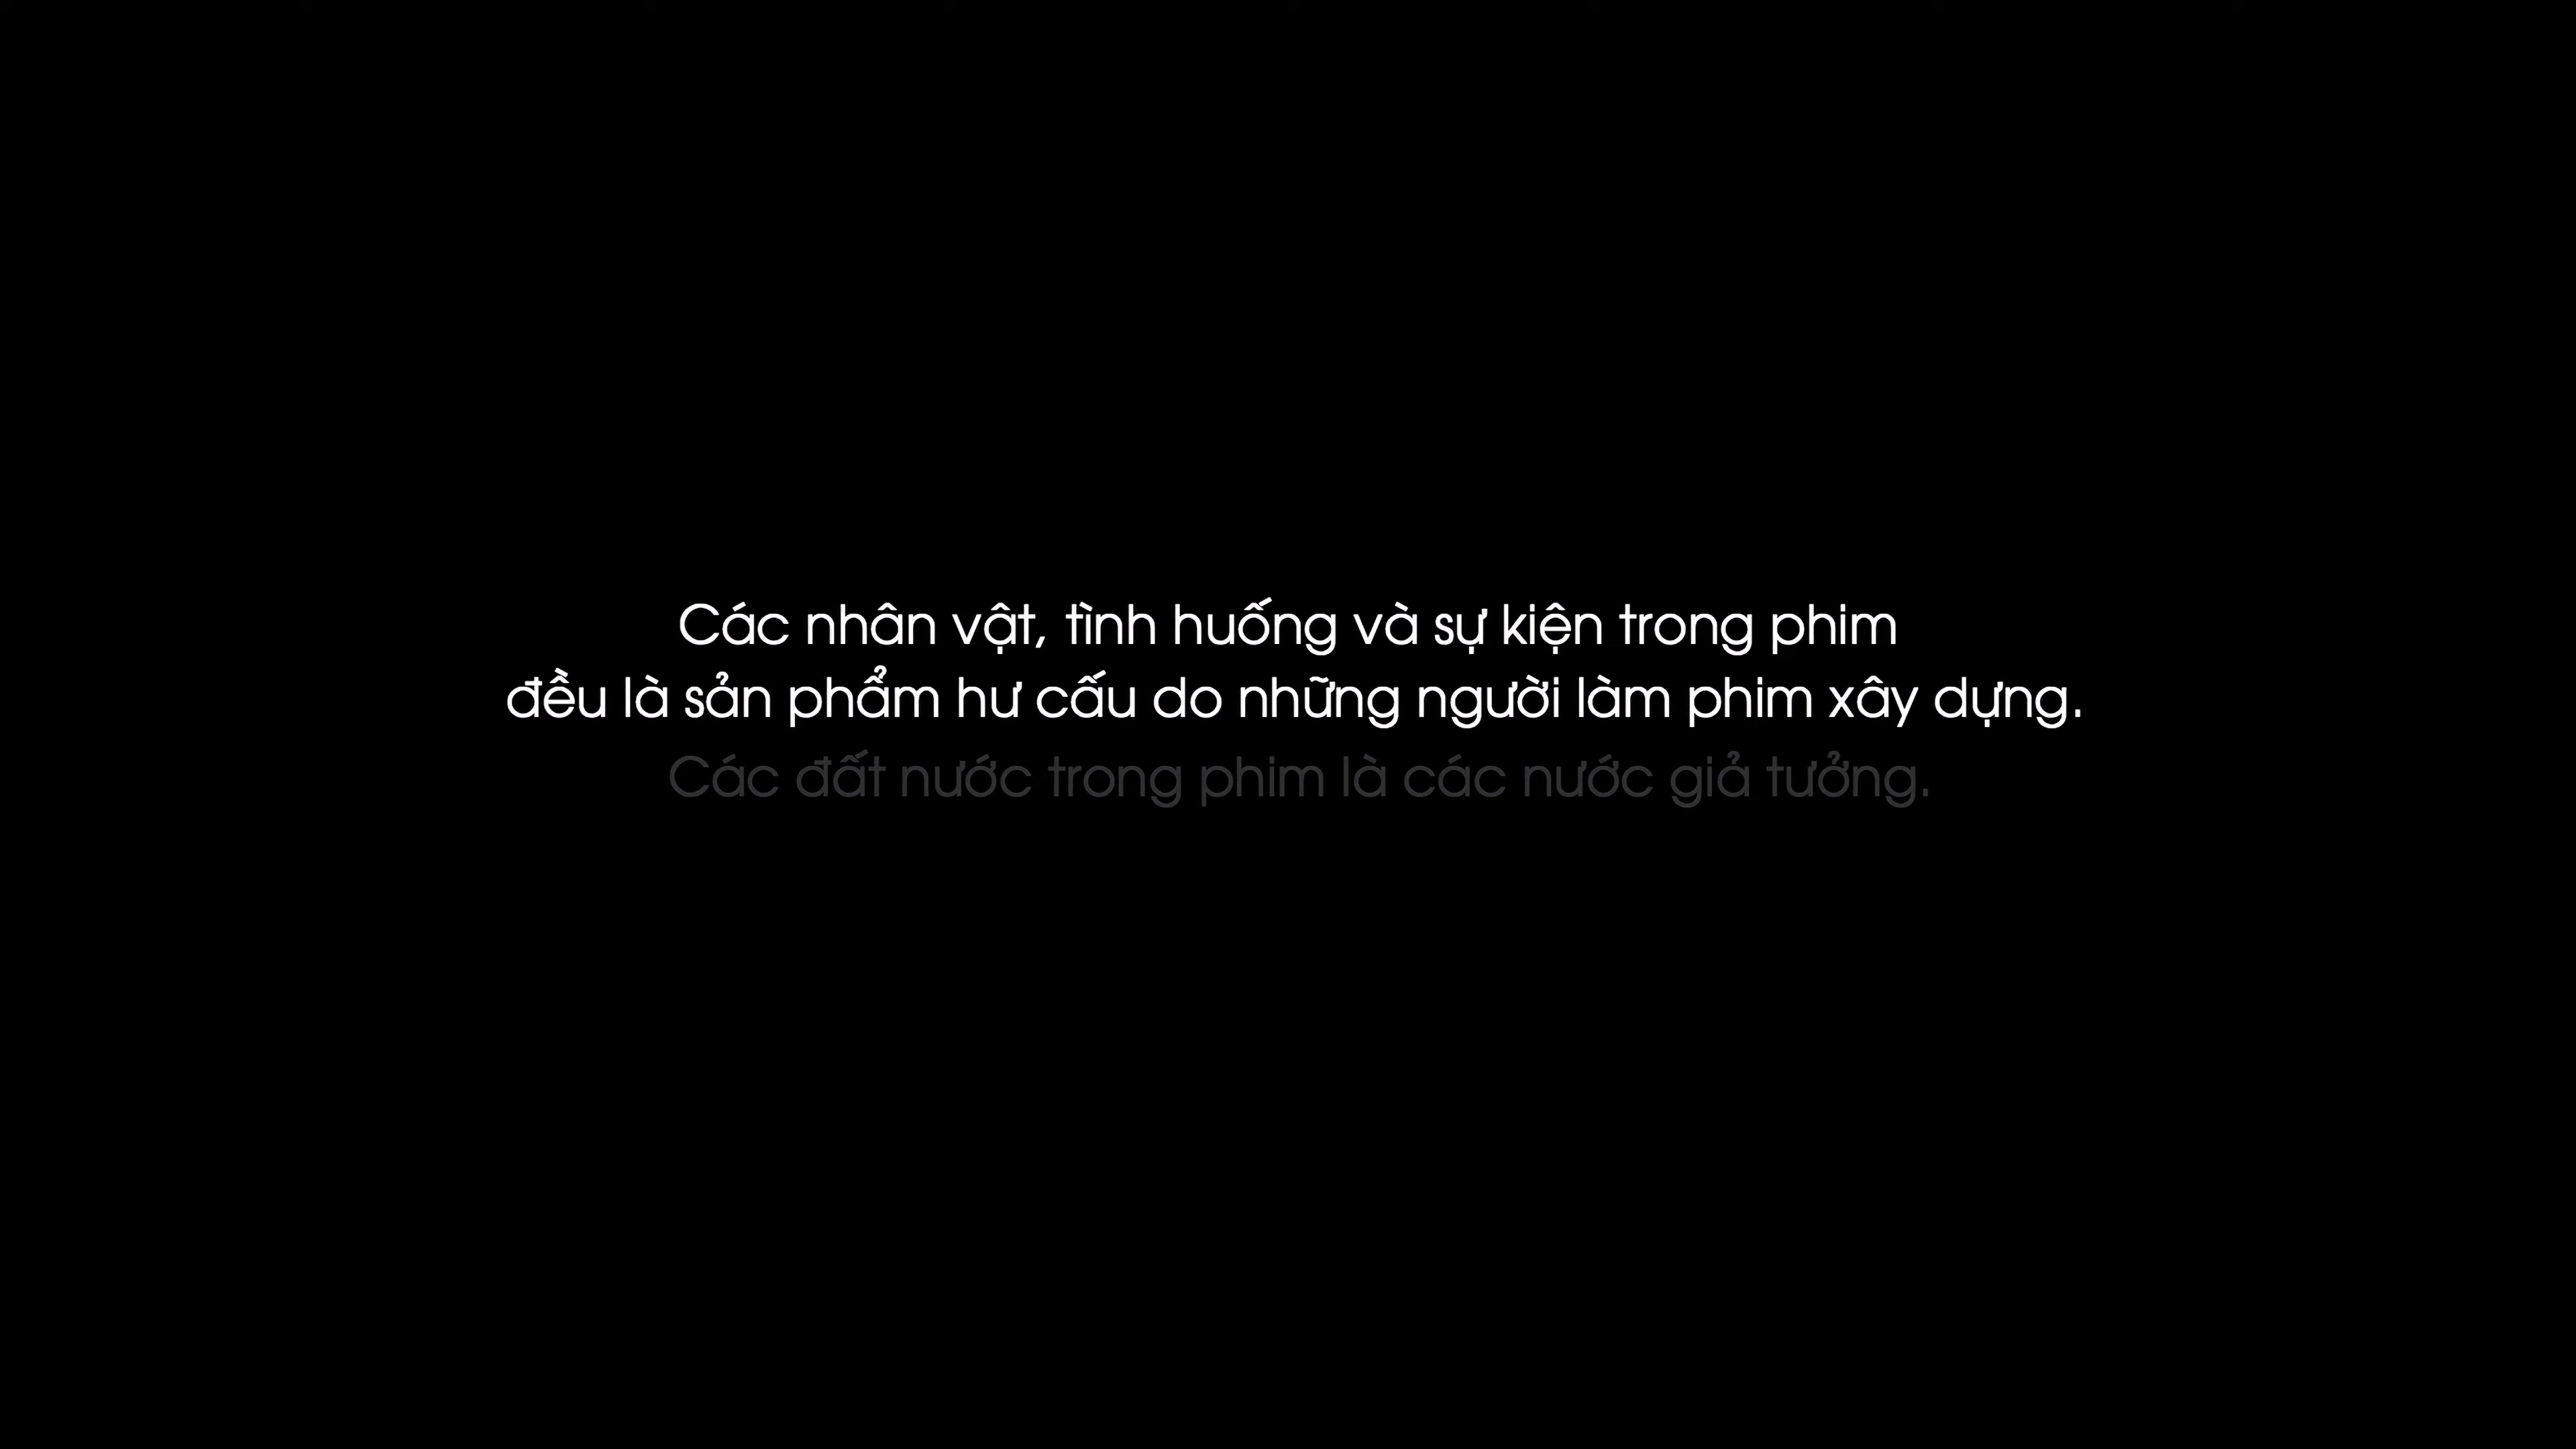 Các nhân vật, tình huống và sự kiện trong phim
đều là sản phẩm hư cấu do những người làm phim xây dựng.
Các đất nước trong phim là các nước giả tưởng.